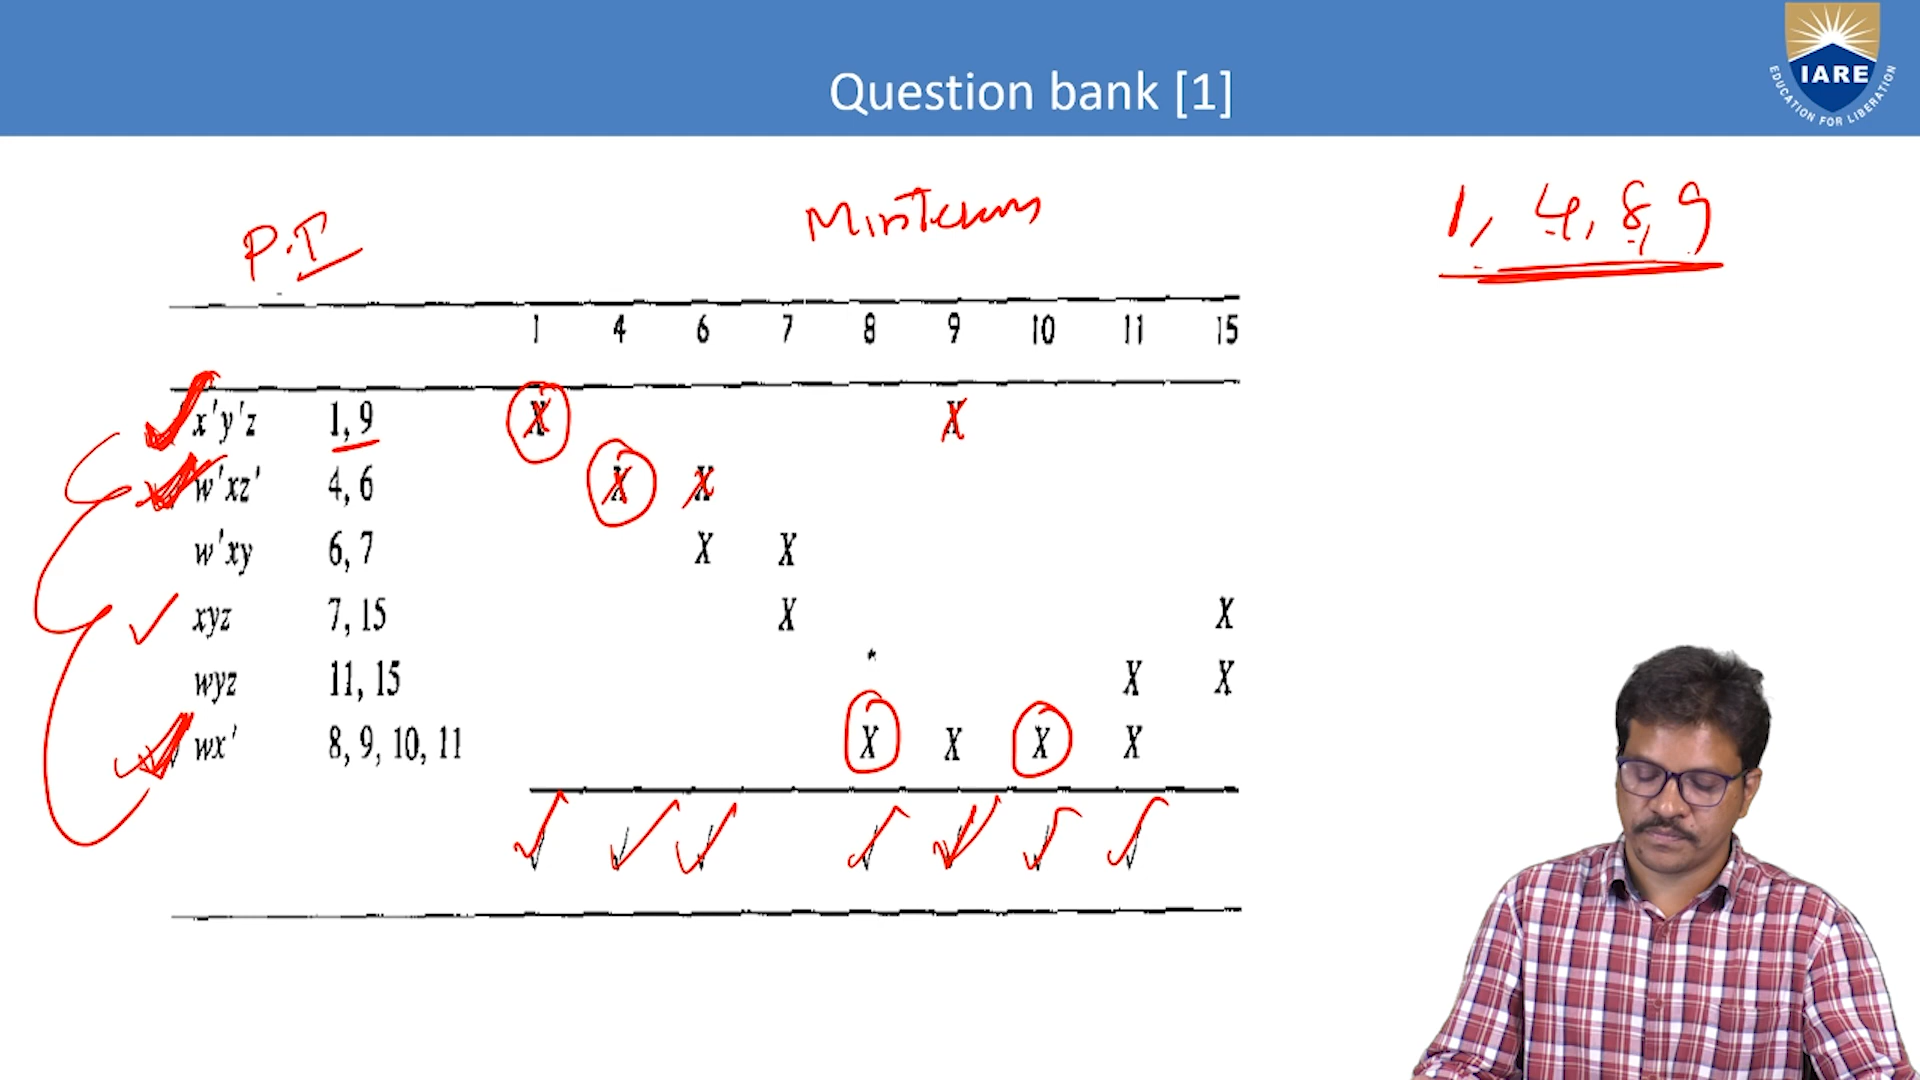 Question bank [1]
IARE
EDUCATION FOR LIBERATION
P.I
Minterms
1, 4, 8, 9
1 4 6 7 8 9 10 11 15
x'y'z 1, 9 X X
w'xz' 4, 6 X X
w'xy 6, 7 X X
xyz 7, 15 X X
wyz 11, 15 X X
wx' 8, 9, 10, 11 X X X X
✓ ✓ ✓ ✓ ✓ ✓ ✓